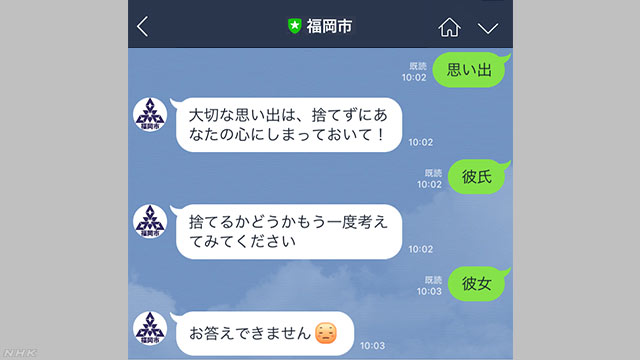 福岡市
思い出
既読
10:02
福岡市
大切な思い出は、捨てずにあ
なたの心にしまっておいて！
10:02
彼氏
既読
10:02
福岡市
捨てるかどうかもう一度考え
てみてください
10:02
彼女
既読
10:03
福岡市
お答えできません
10:03
NHK